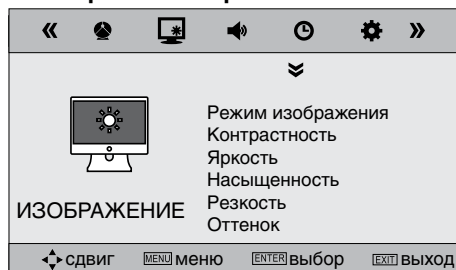 Режим изображения
Контрастность
Яркость
Насыщенность
Резкость
Оттенок
ИЗОБРАЖЕНИЕ
сдвиг MENU меню ENTER выбор EXIT выход